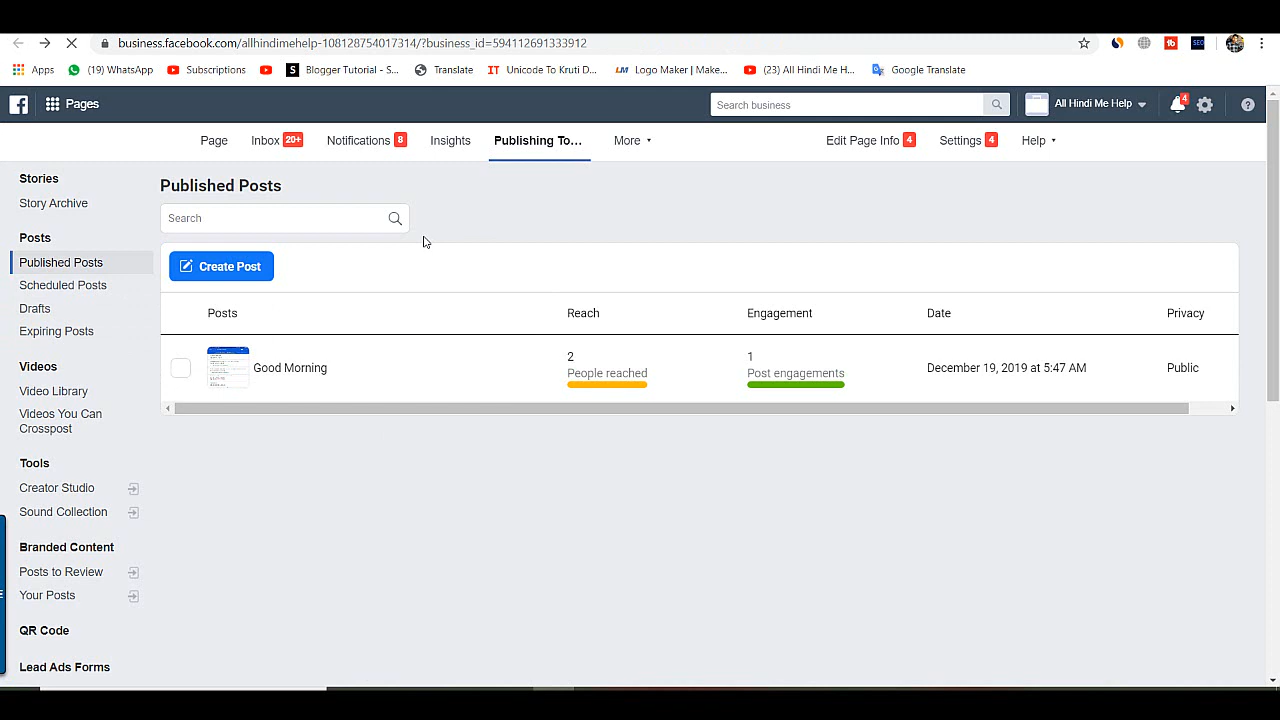 business.facebook.com/allhindimehelp-108128754017314/?business_id=594112691333912
Apps (19) WhatsApp Subscriptions S Blogger Tutorial - S... Translate IT Unicode To Kruti D... LM Logo Maker | Make... (23) All Hindi Me H... Google Translate
Pages Search business All Hindi Me Help 4
Page Inbox 20+ Notifications 8 Insights Publishing To... More Edit Page Info 4 Settings 4 Help
Stories
Story Archive
Posts
Published Posts
Scheduled Posts
Drafts
Expiring Posts
Videos
Video Library
Videos You Can
Crosspost
Tools
Creator Studio
Sound Collection
Branded Content
Posts to Review
Your Posts
QR Code
Lead Ads Forms
Published Posts
Search
Create Post
Posts Reach Engagement Date Privacy
Good Morning 2 People reached 1 Post engagements December 19, 2019 at 5:47 AM Public